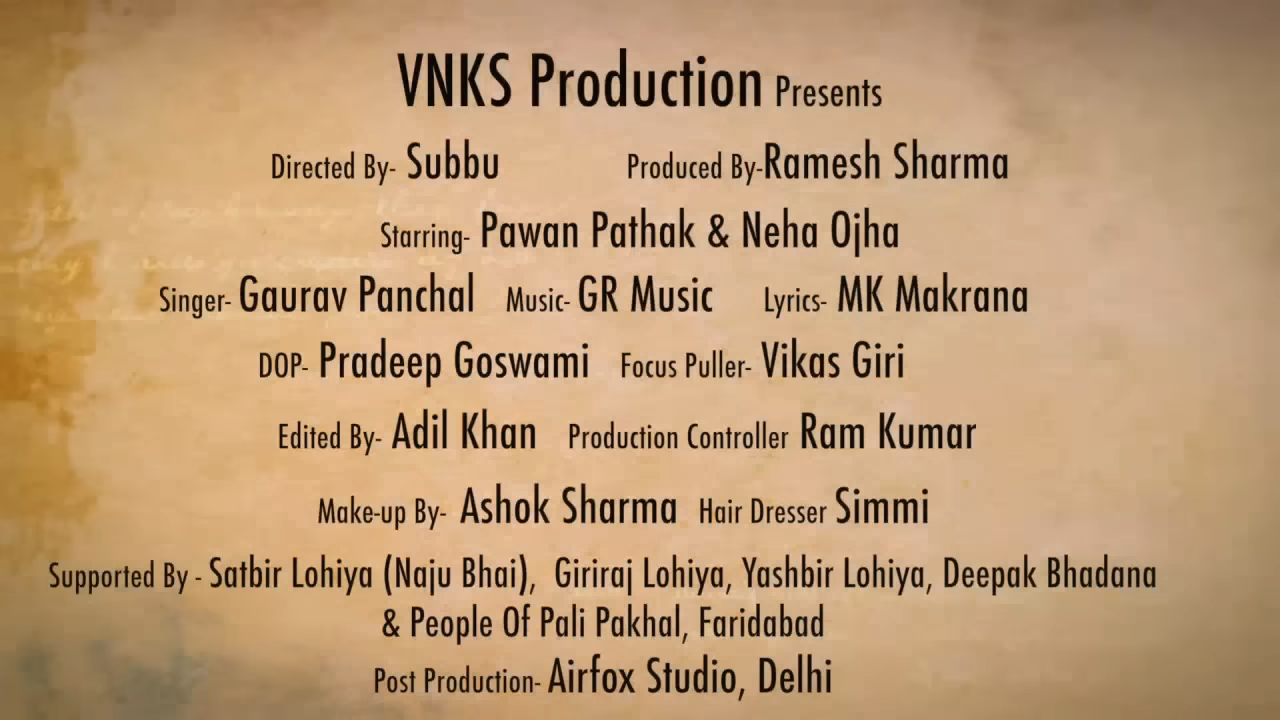 VNKS Production Presents
Directed By- Subbu Produced By-Ramesh Sharma
Starring- Pawan Pathak & Neha Ojha
Singer- Gaurav Panchal Music- GR Music Lyrics- MK Makrana
DOP- Pradeep Goswami Focus Puller- Vikas Giri
Edited By- Adil Khan Production Controller Ram Kumar
Make-up By- Ashok Sharma Hair Dresser Simmi
Supported By - Satbir Lohiya (Naju Bhai), Giriraj Lohiya, Yashbir Lohiya, Deepak Bhadana
& People Of Pali Pakhal, Faridabad
Post Production- Airfox Studio, Delhi